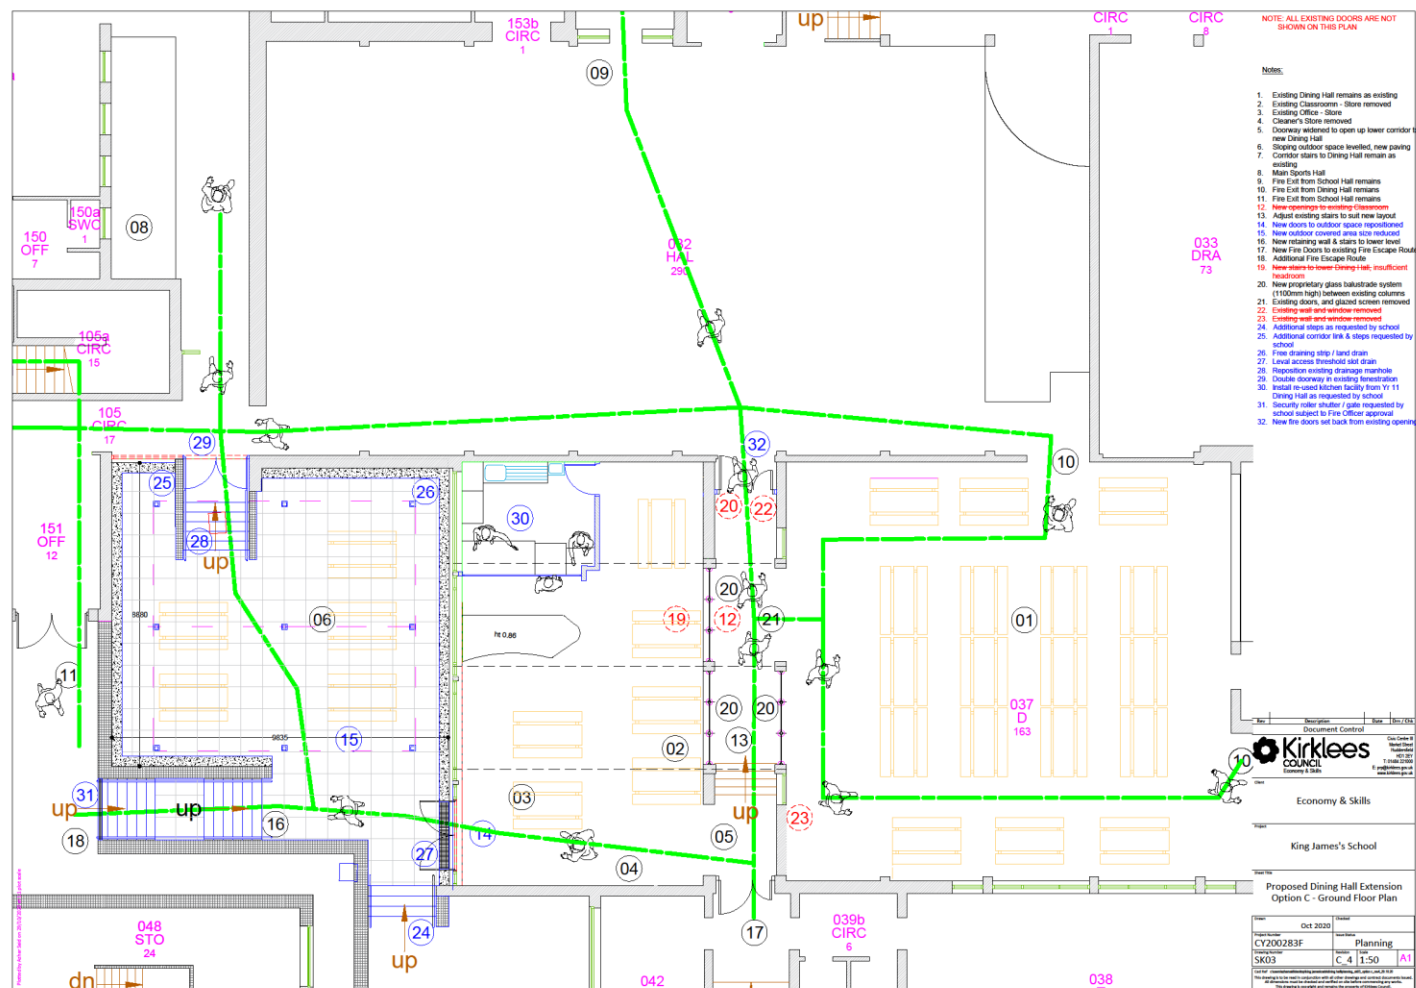 NOTE: ALL EXISTING DOORS ARE NOT
SHOWN ON THIS PLAN
Notes:
1. Existing Dining Hall remains as existing
2. Existing Classroomn - Store removed
3. Existing Office - Store
4. Cleaner's Store removed
5. Doorway widened to open up lower corridor t
new Dining Hall
6. Sloping outdoor space levelled, new paving
7. Corridor stairs to Dining Hall remain as
existing
8. Main Sports Hall
9. Fire Exit from School Hall remains
10. Fire Exit from Dining Hall remians
11. Fire Exit from School Hall remains
12. New openings to existing Classroom
13. Adjust existing stairs to suit new layout
14. New doors to outdoor space repositioned
15. New outdoor covered area size reduced
16. New retaining wall & stairs to lower level
17. New Fire Doors to existing Fire Escape Route
18. Additional Fire Escape Route
19. New stairs to lower Dining Hall, insufficient
headroom
20. New proprietary glass balustrade system
(1100mm high) between existing columns
21. Existing doors, and glazed screen removed
22. Existing wall and window removed
23. Existing wall and window removed
24. Additional steps as requested by school
25. Additional corridor link & steps requested by
school
26. Free draining strip / land drain
27. Leval access threshold slot drain
28. Reposition existing drainage manhole
29. Double doorway in existing fenestration
30. Install re-used kitchen facility from Yr 11
Dining Hall as requested by school
31. Security roller shutter / gate requested by
school subject to Fire Officer approval
32. New fire doors set back from existing opening
153b
CIRC
1
up
CIRC
1
CIRC
8
09
150a
SWC
1
150
OFF
7
08
032
HAL
290
033
DRA
73
105a
CIRC
15
105
CIRC
17
29
32
10
25
26
30
20
22
151
OFF
12
28
up
8880
06
ht 0,86
19
12
20
21
01
11
037
D
163
9835
15
02
20
20
13
10
31
up
up
16
18
03
14
27
up
05
23
04
24
up
17
039b
CIRC
6
048
STO
24
dn
042
038
Rev Description Date Drn / Chk
Document Control
Kirklees
COUNCIL
Economy & Skills
Economy & Skills
King James's School
Proposed Dining Hall Extension
Option C - Ground Floor Plan
Oct 2020
CY200283F
Planning
SK03
C_4
1:50
A1